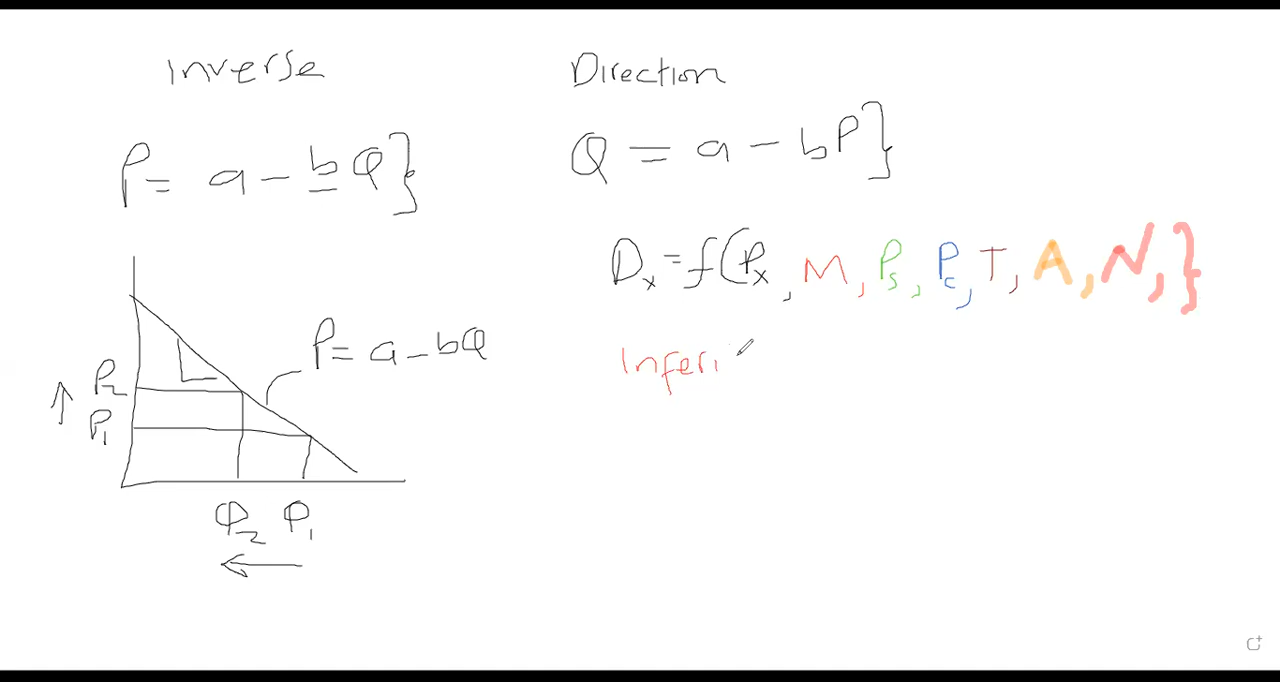 Inverse
Direction
P = a - bQ}
Q = a - bP}
Dx = f(Px, M, Ps, Pc, T, A, N, }
P = a - bQ
Inferi
P2
P1
Q2 Q1